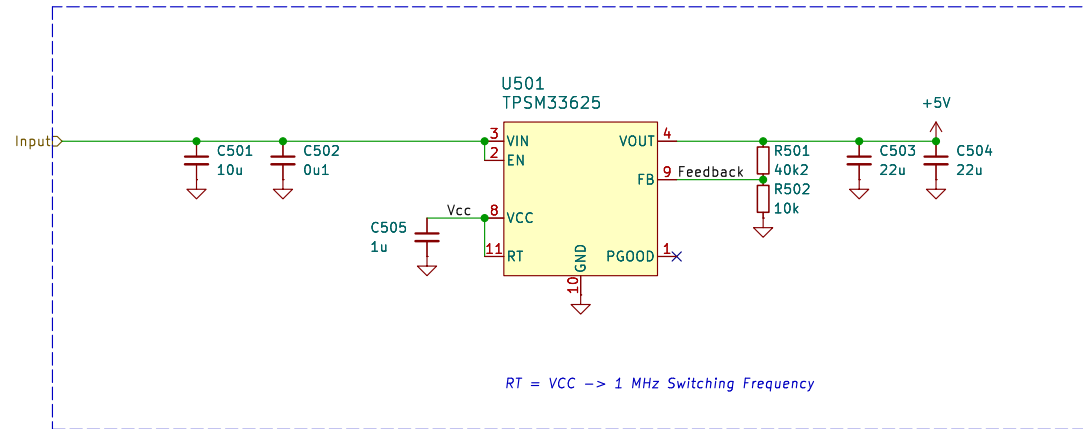 U501
TPSM33625
+5V
Input
3
VIN
VOUT
4
C501
10u
C502
0u1
2
EN
R501
40k2
C503
22u
C504
22u
FB
9
Feedback
R502
10k
Vcc
8
VCC
C505
1u
11
RT
GND
10
PGOOD
1
RT = VCC -> 1 MHz Switching Frequency